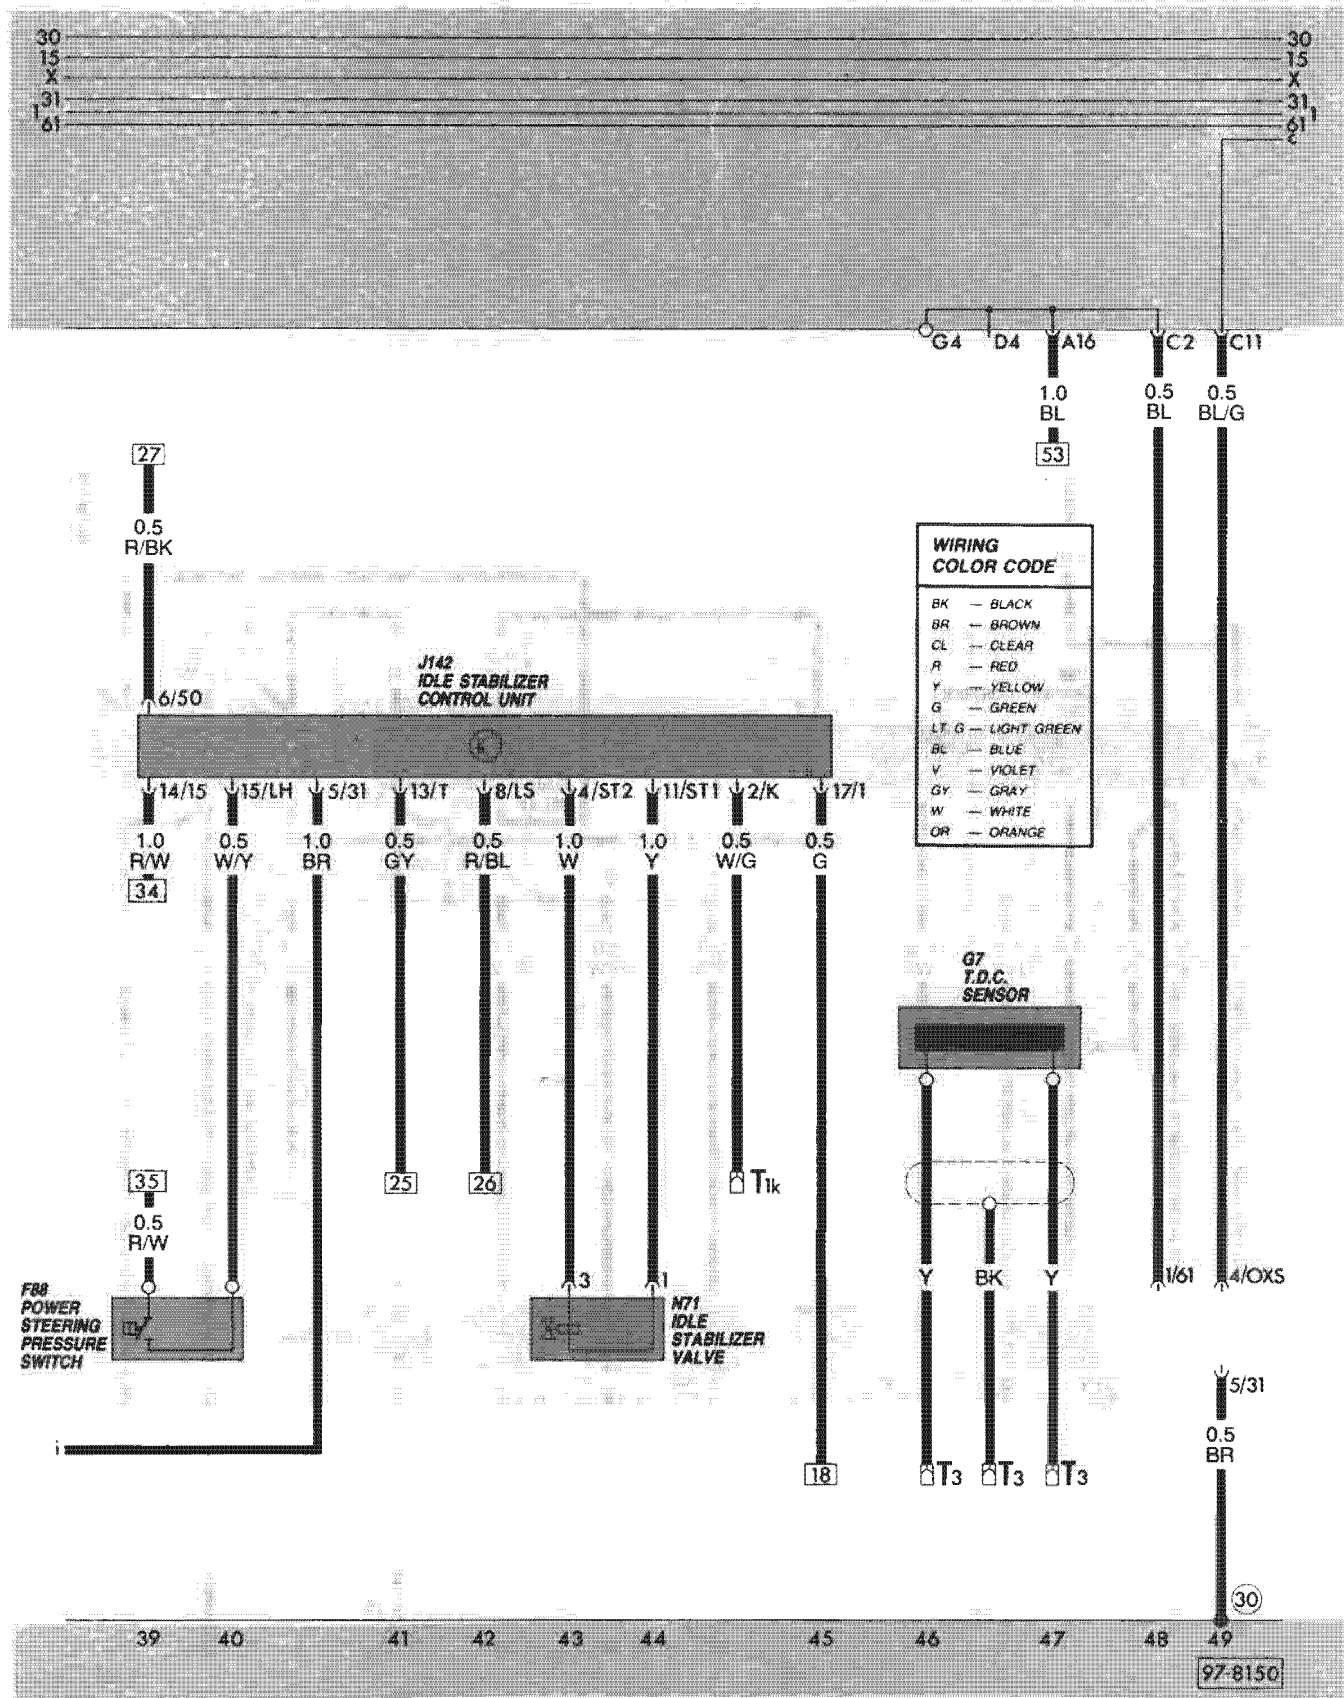 30 30
15 15
X X
31 31
1 1
61 61
c
G4 D4 A16 C2 C11
1.0 0.5 0.5
BL BL BL/G
27 53
0.5
R/BK
WIRING
COLOR CODE
BK — BLACK
BR — BROWN
CL — CLEAR
R — RED
Y — YELLOW
G — GREEN
LT G — LIGHT GREEN
BL — BLUE
V — VIOLET
GY — GRAY
W — WHITE
OR — ORANGE
J142
IDLE STABILIZER
CONTROL UNIT
6/50
14/15 15/LH 5/31 13/T 8/LS 4/ST2 11/ST1 2/K 17/1
1.0 0.5 1.0 0.5 0.5 1.0 1.0 0.5 0.5
R/W W/Y BR GY R/BL W Y W/G G
34
G7
T.D.C.
SENSOR
35 25 26 T1k
0.5
R/W
Y BK Y 1/61 4/OXS
3 1
F88
POWER
STEERING
PRESSURE
SWITCH
N71
IDLE
STABILIZER
VALVE
5/31
0.5
BR
i
18 T3 T3 T3
30
39 40 41 42 43 44 45 46 47 48 49
97-8150